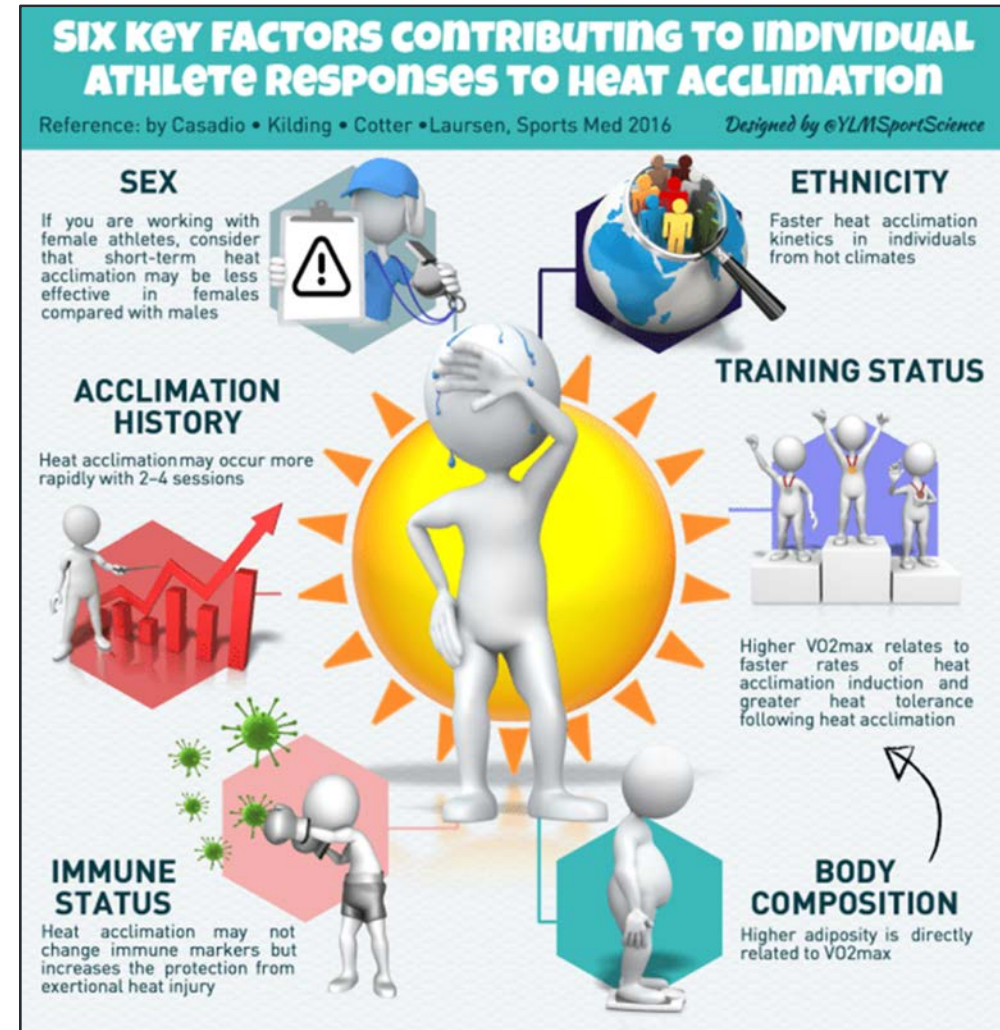 SIX KEY FACTORS CONTRIBUTING TO INDIVIDUAL
ATHLETE RESPONSES TO HEAT ACCLIMATION
Reference: by Casadio • Kilding • Cotter •Laursen, Sports Med 2016
Designed by @YLMSportScience
SEX
If you are working with
female athletes, consider
that short-term heat
acclimation may be less
effective in females
compared with males
ETHNICITY
Faster heat acclimation
kinetics in individuals
from hot climates
ACCLIMATION
HISTORY
Heat acclimation may occur more
rapidly with 2–4 sessions
TRAINING STATUS
Higher VO2max relates to
faster rates of heat
acclimation induction and
greater heat tolerance
following heat acclimation
IMMUNE
STATUS
Heat acclimation may not
change immune markers but
increases the protection from
exertional heat injury
BODY
COMPOSITION
Higher adiposity is directly
related to VO2max